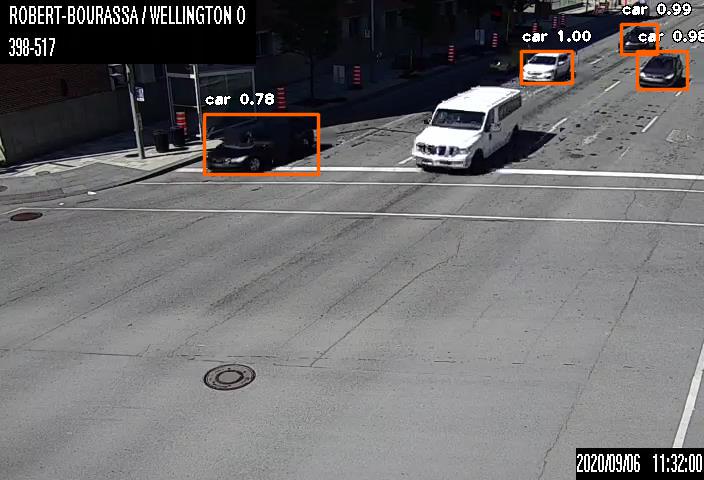 ROBERT-BOURASSA / WELLINGTON O
398-517
car 0.99
car 1.00
car 0.98
car 0.78
2020/09/06 11:32:00